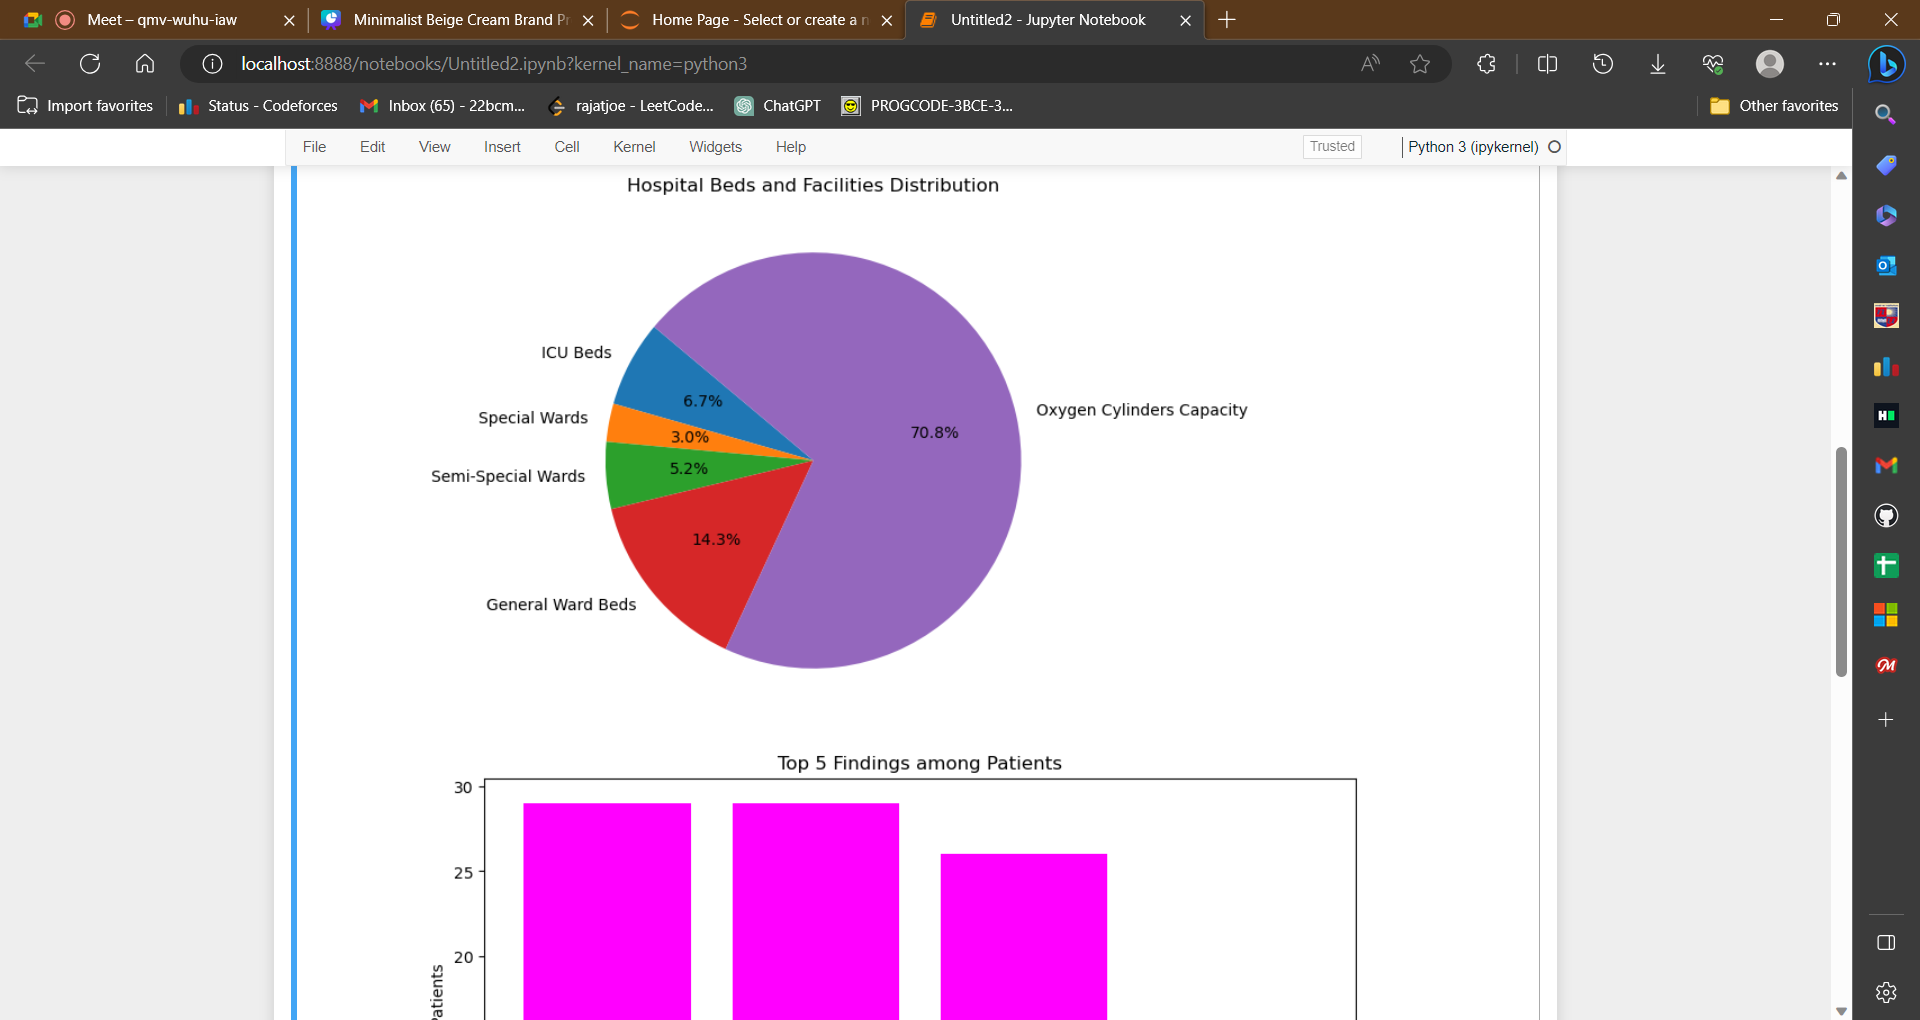 Meet – qmv-wuhu-iaw
Minimalist Beige Cream Brand Pr
Home Page - Select or create a n
Untitled2 - Jupyter Notebook
localhost:8888/notebooks/Untitled2.ipynb?kernel_name=python3
Import favorites
Status - Codeforces
Inbox (65) - 22bcm...
rajatjoe - LeetCode...
ChatGPT
PROGCODE-3BCE-3...
Other favorites
File Edit View Insert Cell Kernel Widgets Help
Trusted
Python 3 (ipykernel)
Hospital Beds and Facilities Distribution
ICU Beds
6.7%
Special Wards
3.0%
Semi-Special Wards
5.2%
General Ward Beds
14.3%
Oxygen Cylinders Capacity
70.8%
Top 5 Findings among Patients
30
25
20